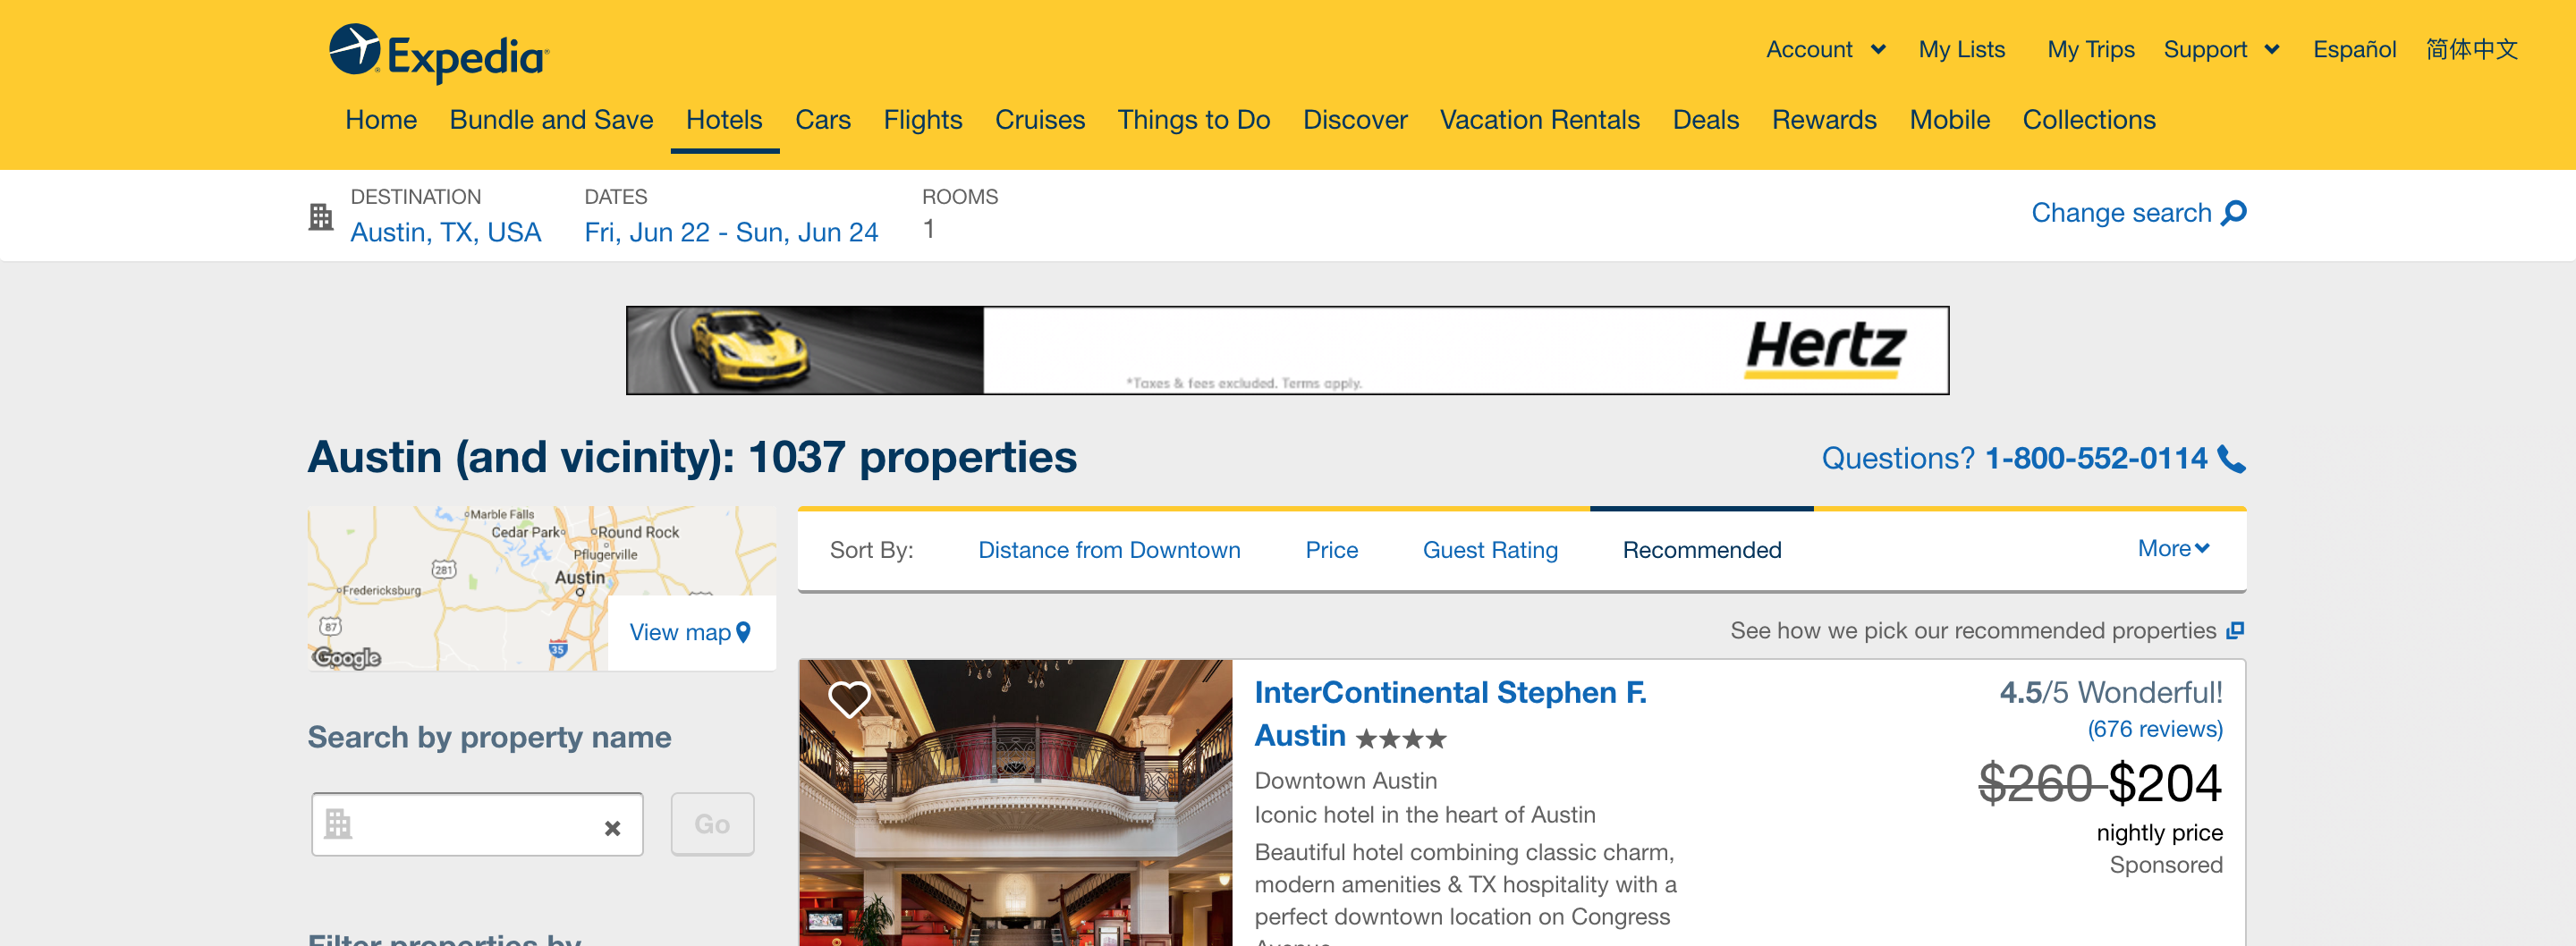 Expedia
Account My Lists My Trips Support Español 简体中文
Home Bundle and Save Hotels Cars Flights Cruises Things to Do Discover Vacation Rentals Deals Rewards Mobile Collections
DESTINATION DATES ROOMS
Austin, TX, USA Fri, Jun 22 - Sun, Jun 24 1
Change search
*Taxes & fees excluded. Terms apply.
Hertz
Austin (and vicinity): 1037 properties
Questions? 1-800-552-0114
Marble Falls
Cedar Park Round Rock
Pflugerville
281
Austin
Fredericksburg
87
35
Google
View map
Sort By: Distance from Downtown Price Guest Rating Recommended More
See how we pick our recommended properties
Search by property name
Go
Filter properties by
InterContinental Stephen F.
Austin
Downtown Austin
Iconic hotel in the heart of Austin
Beautiful hotel combining classic charm,
modern amenities & TX hospitality with a
perfect downtown location on Congress
4.5/5 Wonderful!
(676 reviews)
$260 $204
nightly price
Sponsored